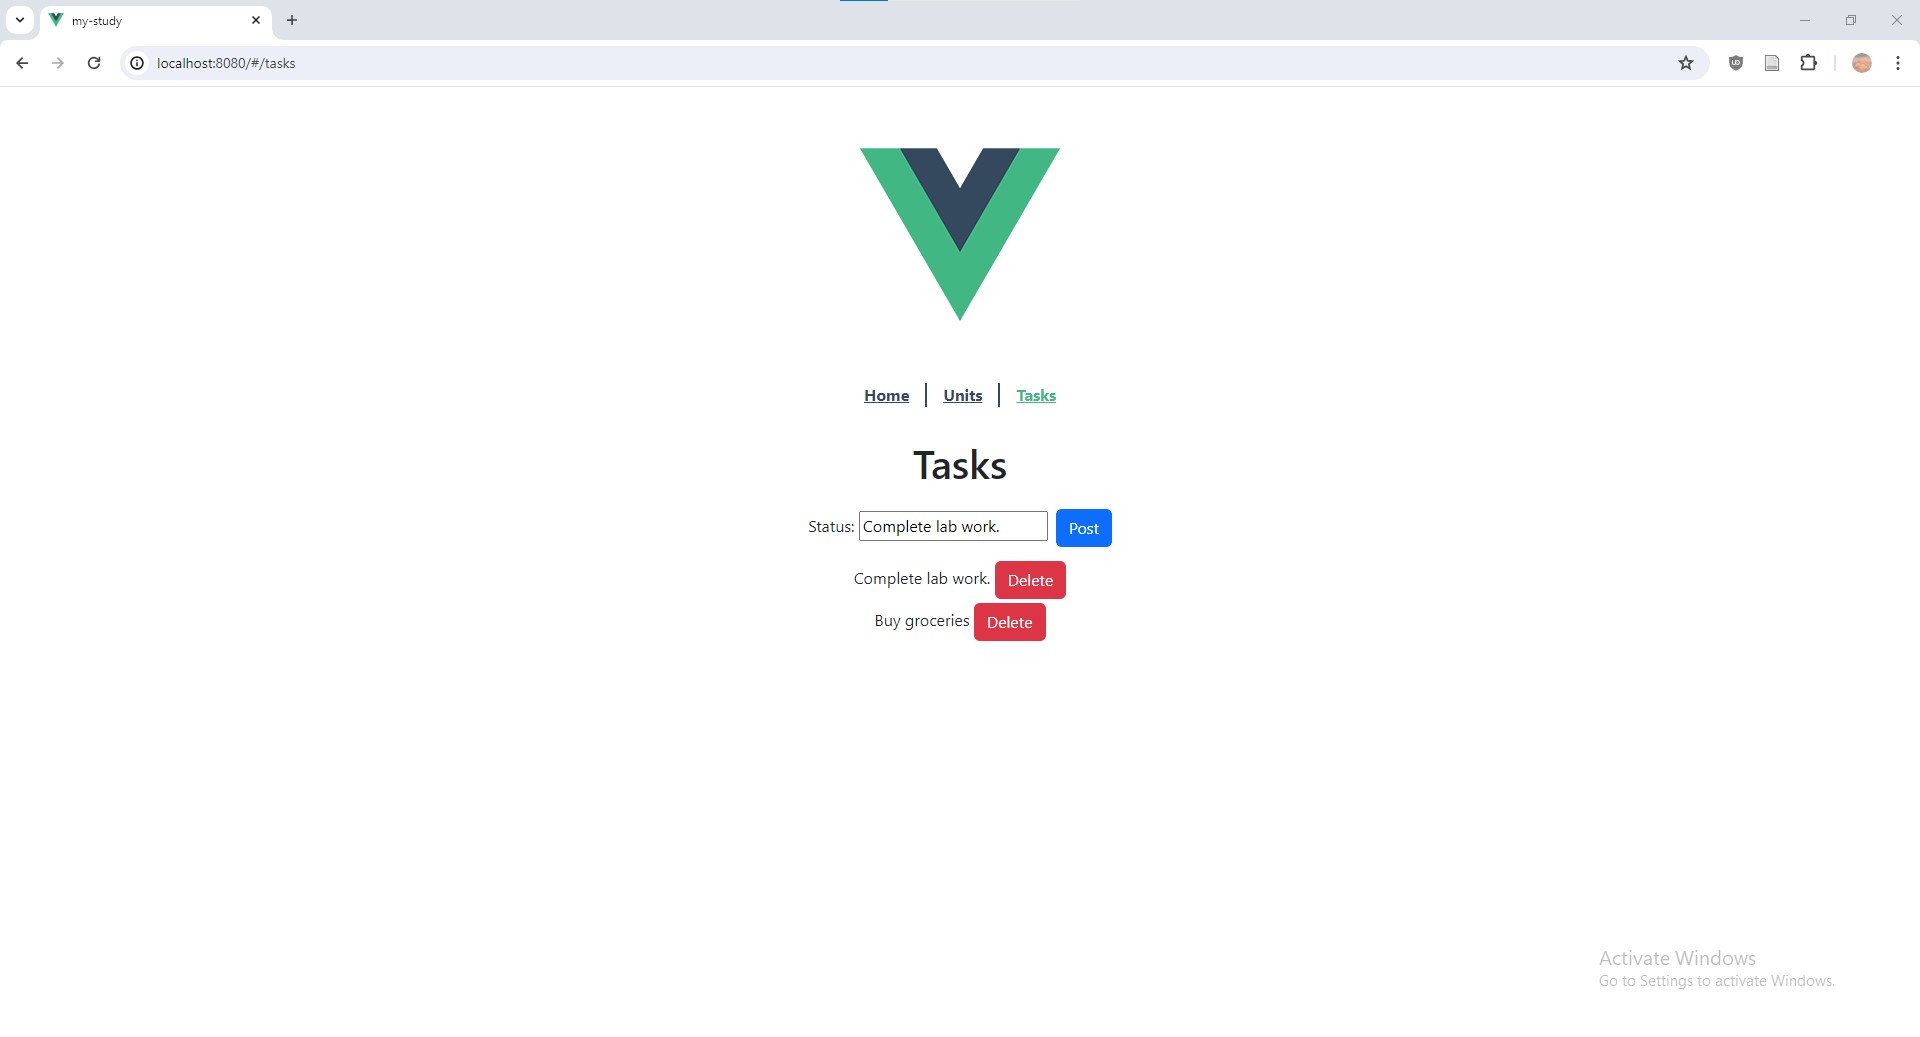 my-study
localhost:8080/#/tasks
Home Units Tasks
Tasks
Status: Complete lab work. Post
Complete lab work. Delete
Buy groceries Delete
Activate Windows
Go to Settings to activate Windows.